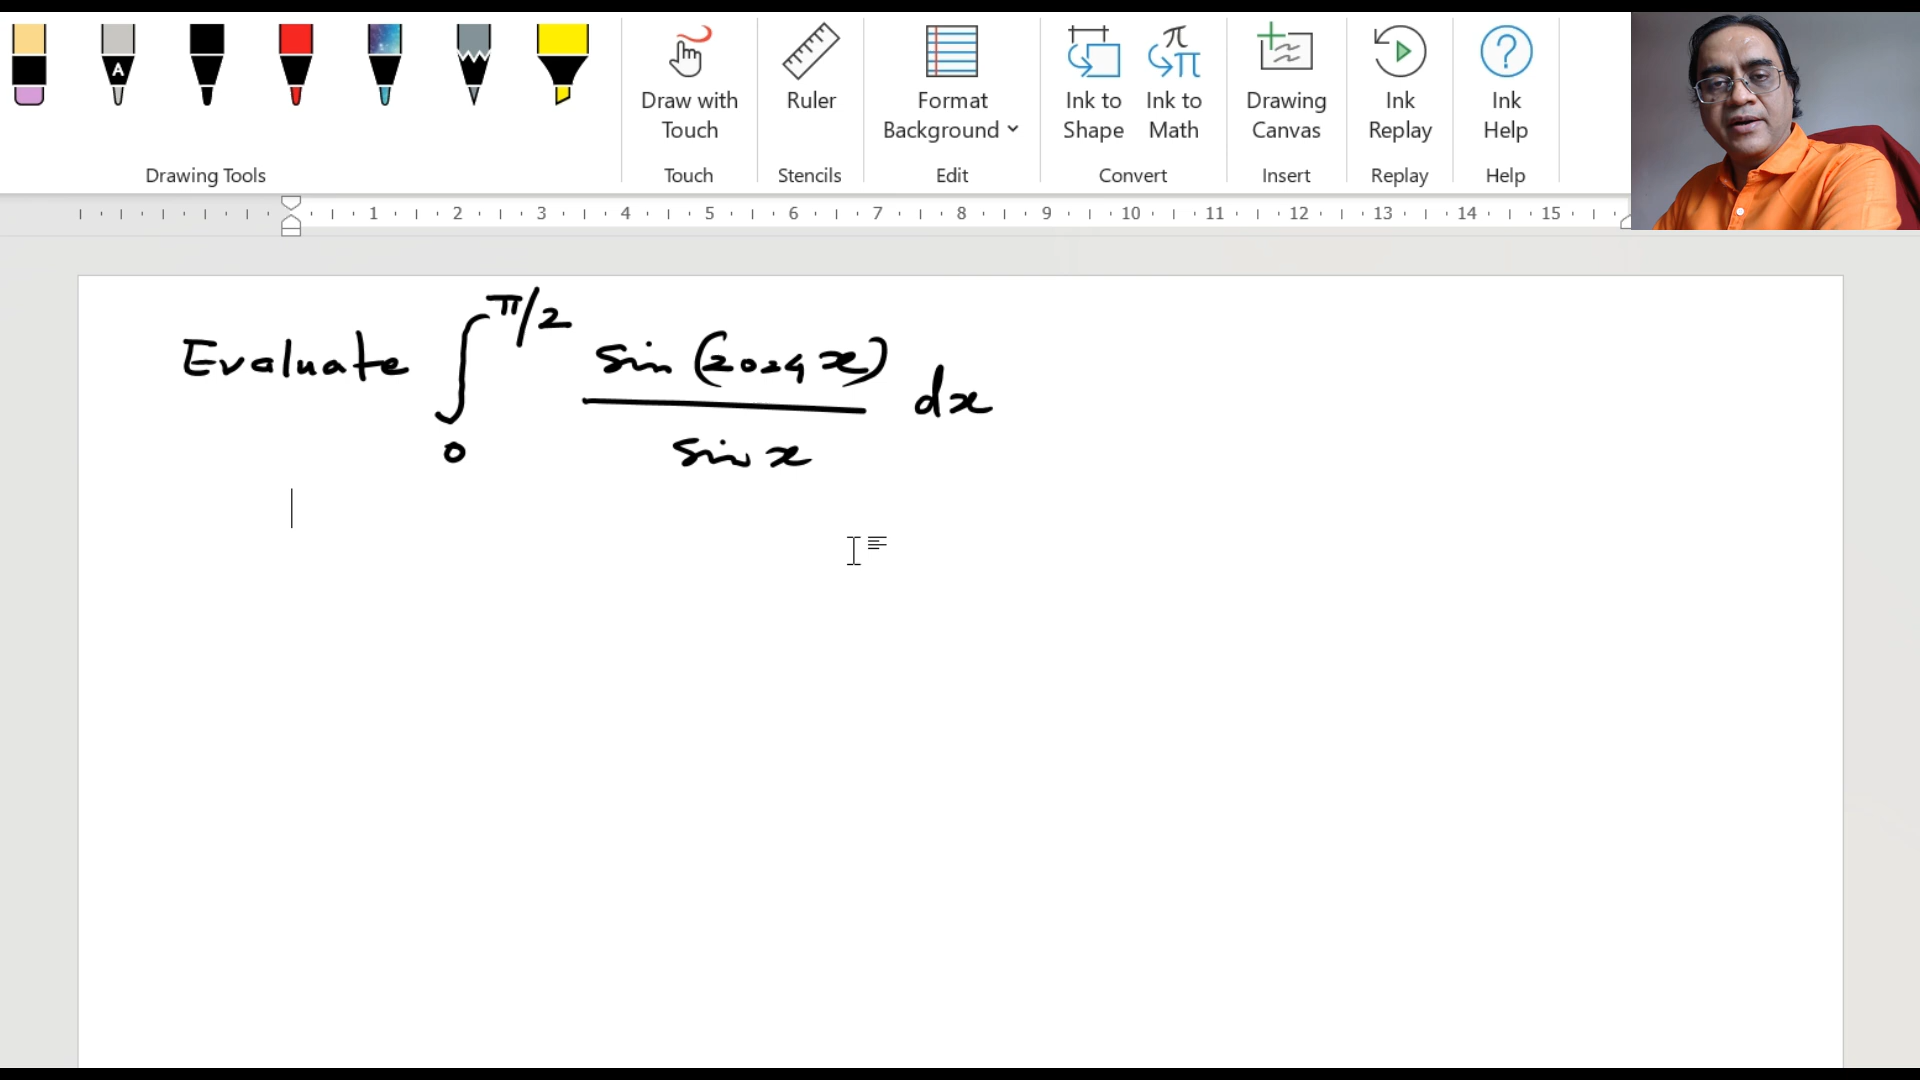 A
Draw with Touch
Ruler
Format Background
Ink to Shape
Ink to Math
Drawing Canvas
Ink Replay
Ink Help
Drawing Tools
Touch
Stencils
Edit
Convert
Insert
Replay
Help
1 2 3 4 5 6 7 8 9 10 11 12 13 14 15
Evaluate ∫₀^{π/2} sin(2024x) / sin x dx